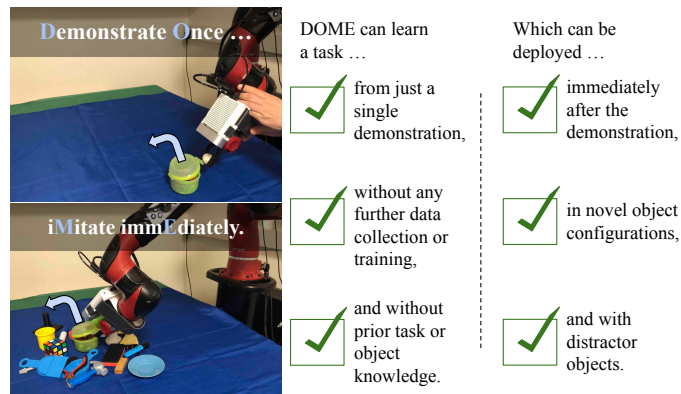 Demonstrate Once …
iMitate immEdiately.
DOME can learn
a task …
from just a
single
demonstration,
without any
further data
collection or
training,
and without
prior task or
object
knowledge.
Which can be
deployed …
immediately
after the
demonstration,
in novel object
configurations,
and with
distractor
objects.